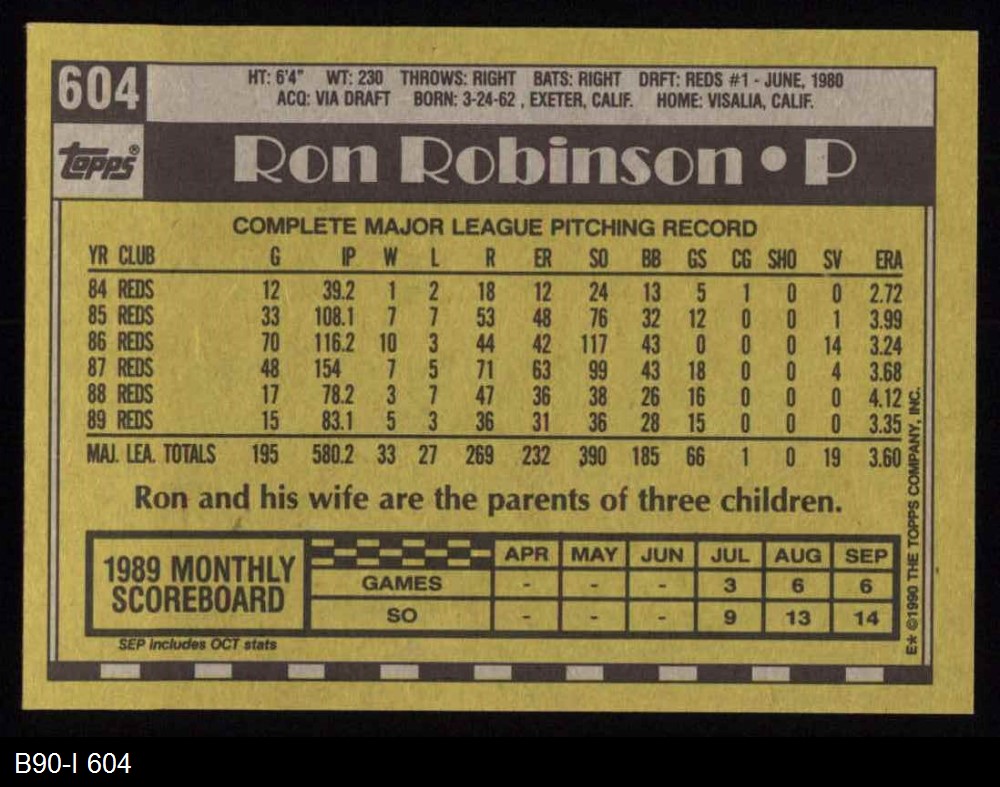 604
HT: 6'4" WT: 230 THROWS: RIGHT BATS: RIGHT DRFT: REDS #1 - JUNE, 1980
ACQ: VIA DRAFT BORN: 3-24-62 , EXETER, CALIF. HOME: VISALIA, CALIF.
topps®
Ron Robinson • P
COMPLETE MAJOR LEAGUE PITCHING RECORD
YR CLUB G IP W L R ER SO BB GS CG SHO SV ERA
84 REDS 12 39.2 1 2 18 12 24 13 5 1 0 0 2.72
85 REDS 33 108.1 7 7 53 48 76 32 12 0 0 1 3.99
86 REDS 70 116.2 10 3 44 42 117 43 0 0 0 14 3.24
87 REDS 48 154 7 5 71 63 99 43 18 0 0 4 3.68
88 REDS 17 78.2 3 7 47 36 38 26 16 0 0 0 4.12
89 REDS 15 83.1 5 3 36 31 36 28 15 0 0 0 3.35
MAJ. LEA. TOTALS 195 580.2 33 27 269 232 390 185 66 1 0 19 3.60
Ron and his wife are the parents of three children.
1989 MONTHLY SCOREBOARD
APR MAY JUN JUL AUG SEP
GAMES - - - 3 6 6
SO - - - 9 13 14
SEP includes OCT stats
E* ©1990 THE TOPPS COMPANY, INC.
B90-I 604